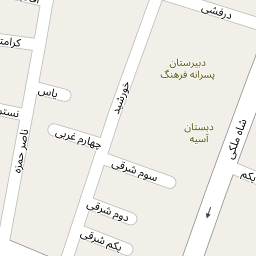 درفشی
دبیرستان
پسرانه فرهنگ
یاس
خورشید
دبستان
آسیه
چهارم غربی
ناصر حمزه
شاه ملکی
سوم شرقی
یکم
دوم شرقی
یکم شرقی